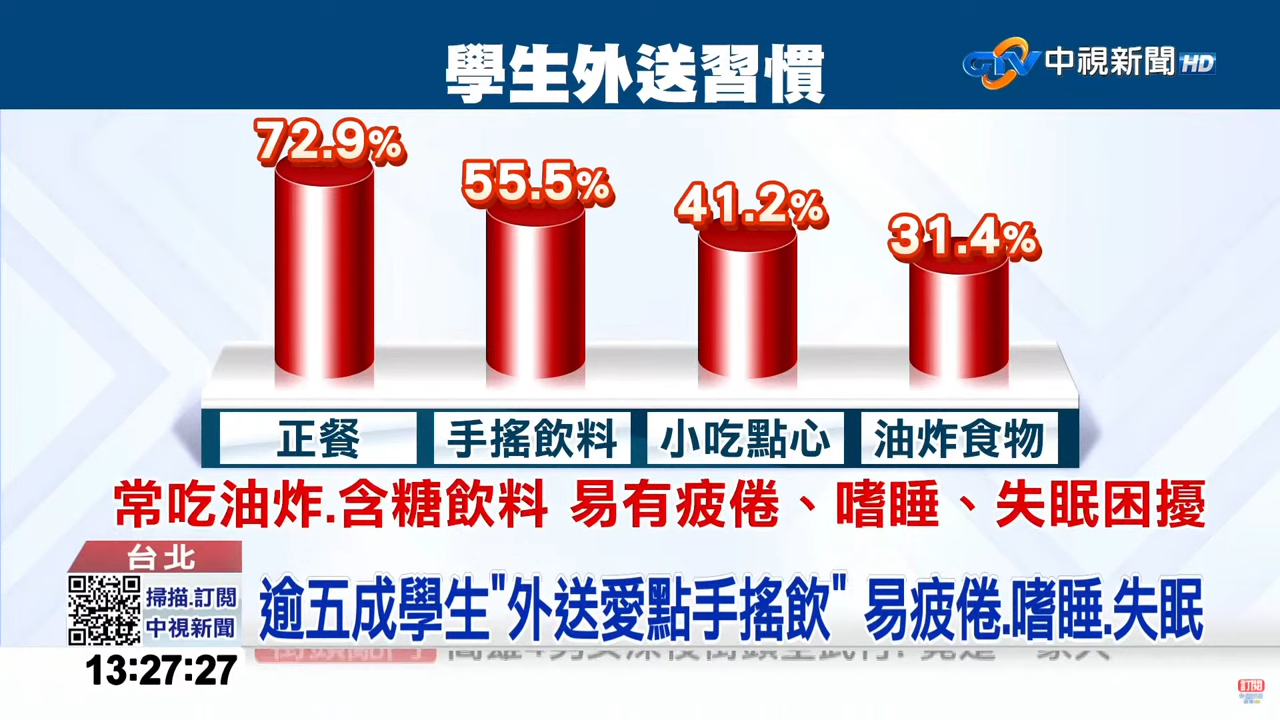 學生外送習慣
CTV 中視新聞 HD
72.9%
55.5%
41.2%
31.4%
正餐
手搖飲料
小吃點心
油炸食物
常吃油炸.含糖飲料 易有疲倦、嗜睡、失眠困擾
台北
掃描.訂閱
中視新聞
逾五成學生"外送愛點手搖飲" 易疲倦.嗜睡.失眠
13:27:27
訂閱